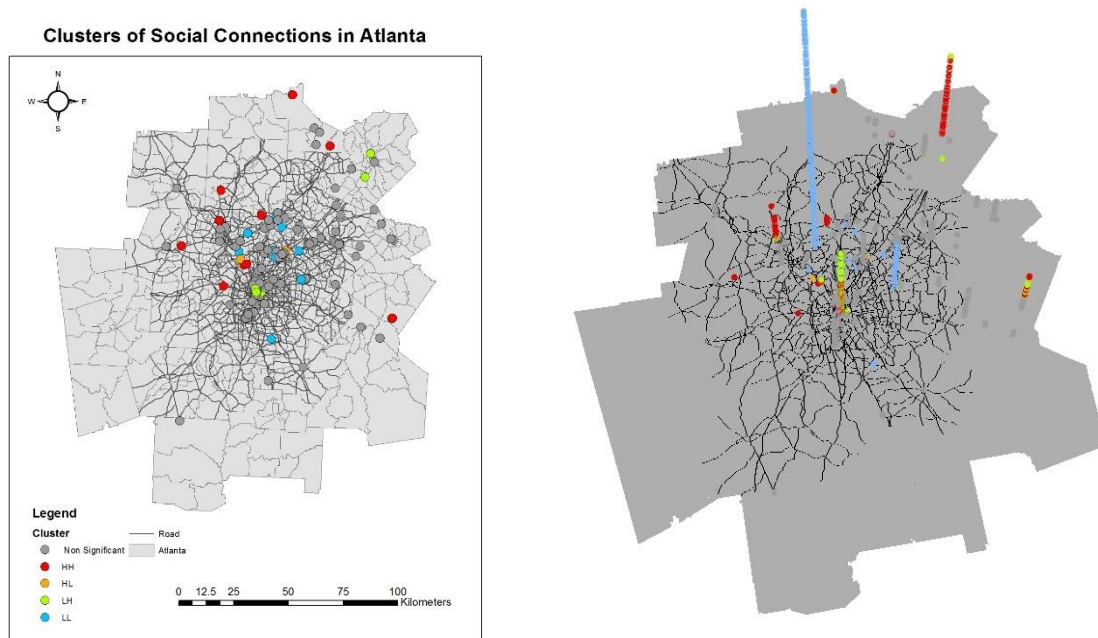 Clusters of Social Connections in Atlanta
N
W E
S
Legend
Cluster
Road
Non Significant
Atlanta
HH
HL
LH
LL
0 12.5 25 50 75 100
Kilometers